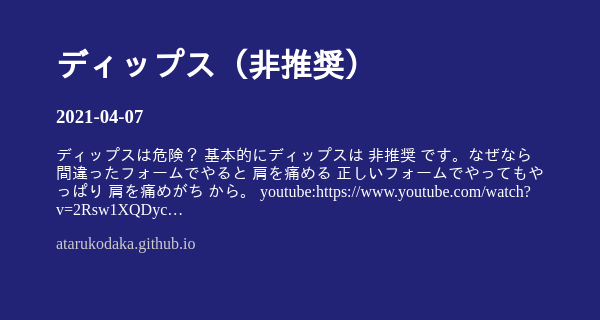 ディップス（非推奨）
2021-04-07
ディップスは危険？ 基本的にディップスは 非推奨 です。なぜなら
間違ったフォームでやると 肩を痛める 正しいフォームでやってもや
っぱり 肩を痛めがち から。 youtube:https://www.youtube.com/watch?
v=2Rsw1XQDyc…
atarukodaka.github.io